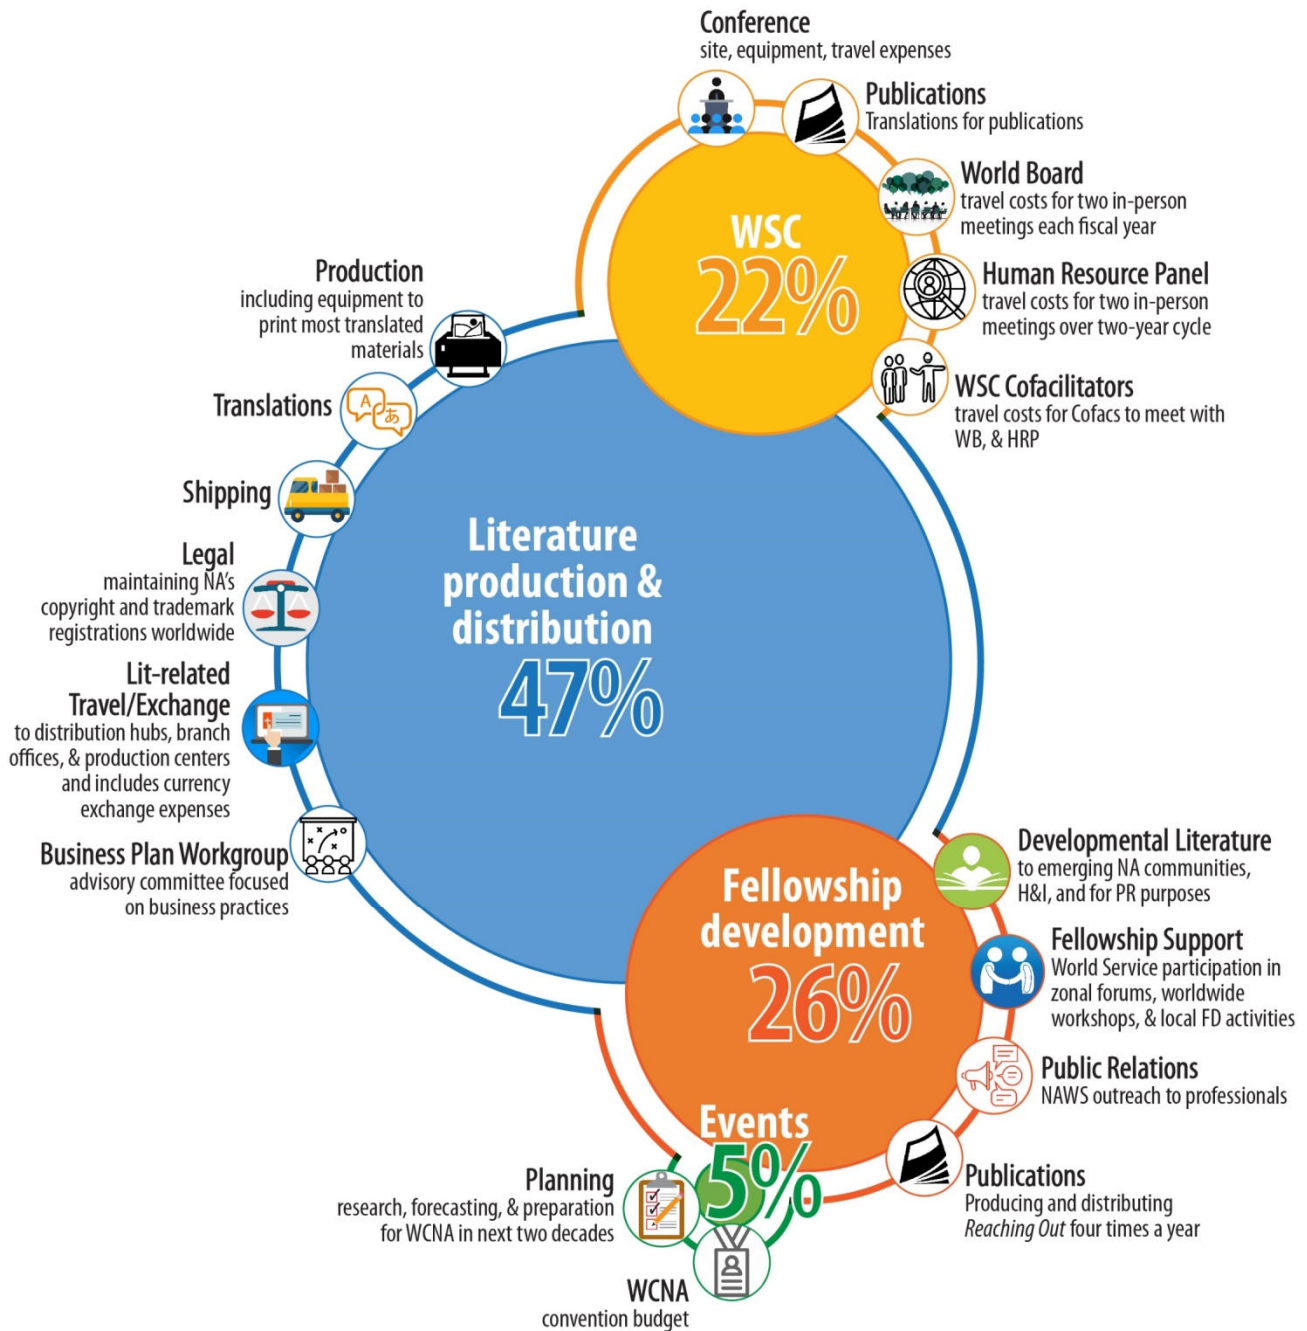 Conference
site, equipment, travel expenses
Publications
Translations for publications
World Board
travel costs for two in-person
meetings each fiscal year
Human Resource Panel
travel costs for two in-person
meetings over two-year cycle
WSC Cofacilitators
travel costs for Cofacs to meet with
WB, & HRP
WSC
22%
Production
including equipment to
print most translated
materials
Translations
A
あ
Shipping
Legal
maintaining NA's
copyright and trademark
registrations worldwide
Lit-related
Travel/Exchange
to distribution hubs, branch
offices, & production centers
and includes currency
exchange expenses
Business Plan Workgroup
advisory committee focused
on business practices
Literature
production &
distribution
47%
Fellowship
development
26%
Developmental Literature
to emerging NA communities,
H&I, and for PR purposes
Fellowship Support
World Service participation in
zonal forums, worldwide
workshops, & local FD activities
Public Relations
NAWS outreach to professionals
Publications
Producing and distributing
Reaching Out four times a year
Events
5%
Planning
research, forecasting, & preparation
for WCNA in next two decades
WCNA
convention budget